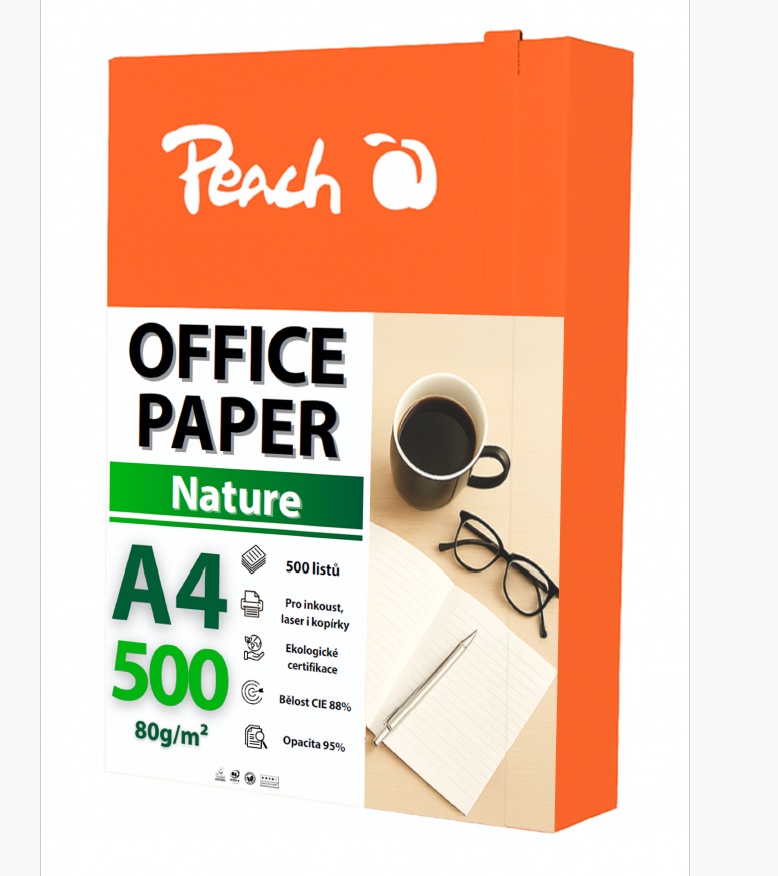 Peach
OFFICE
PAPER
Nature
A4
500
80g/m²
500 listů
Pro inkoust,
laser i kopírky
Ekologické
certifikace
Bělost CIE 88%
Opacita 95%